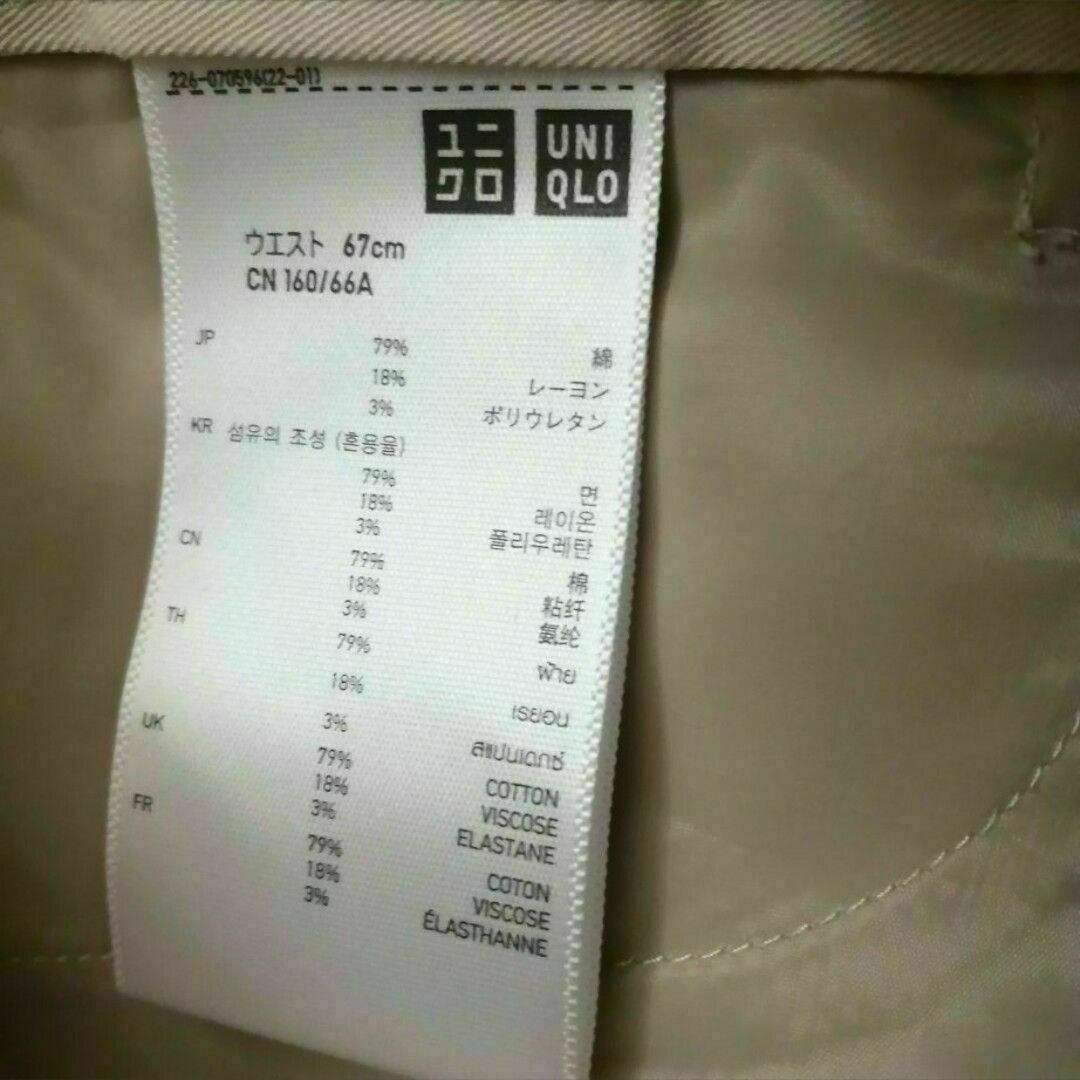 226-070596(22-01)
ユニ
クロ
UNI
QLO
ウエスト 67cm
CN 160/66A
JP 79% 綿
18% レーヨン
3% ポリウレタン
KR 섬유의 조성 (혼용율)
79% 면
18% 레이온
3% 폴리우레탄
CN 79% 棉
18% 粘纤
3% 氨纶
TH 79% ฝ้าย
18% เรยอน
3% สแปนเดกซ์
UK 79% COTTON
18% VISCOSE
3% ELASTANE
FR 79% COTON
18% VISCOSE
3% ÉLASTHANNE